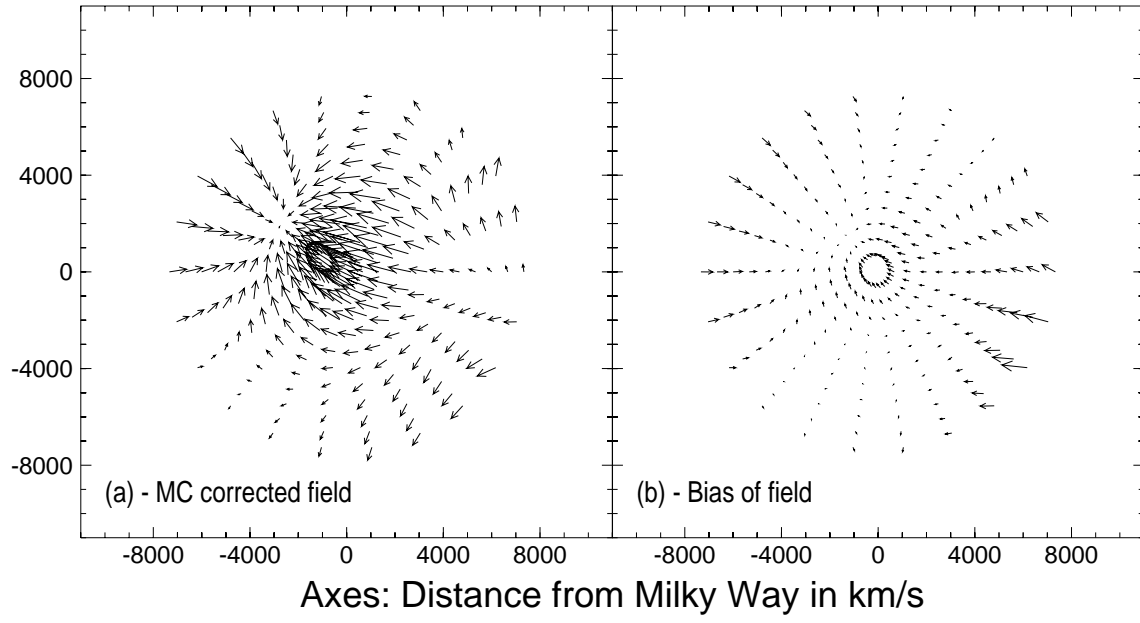 8000
4000
0
-4000
-8000
(a) - MC corrected field
(b) - Bias of field
-8000 -4000 0 4000 8000
-8000 -4000 0 4000 8000
Axes: Distance from Milky Way in km/s